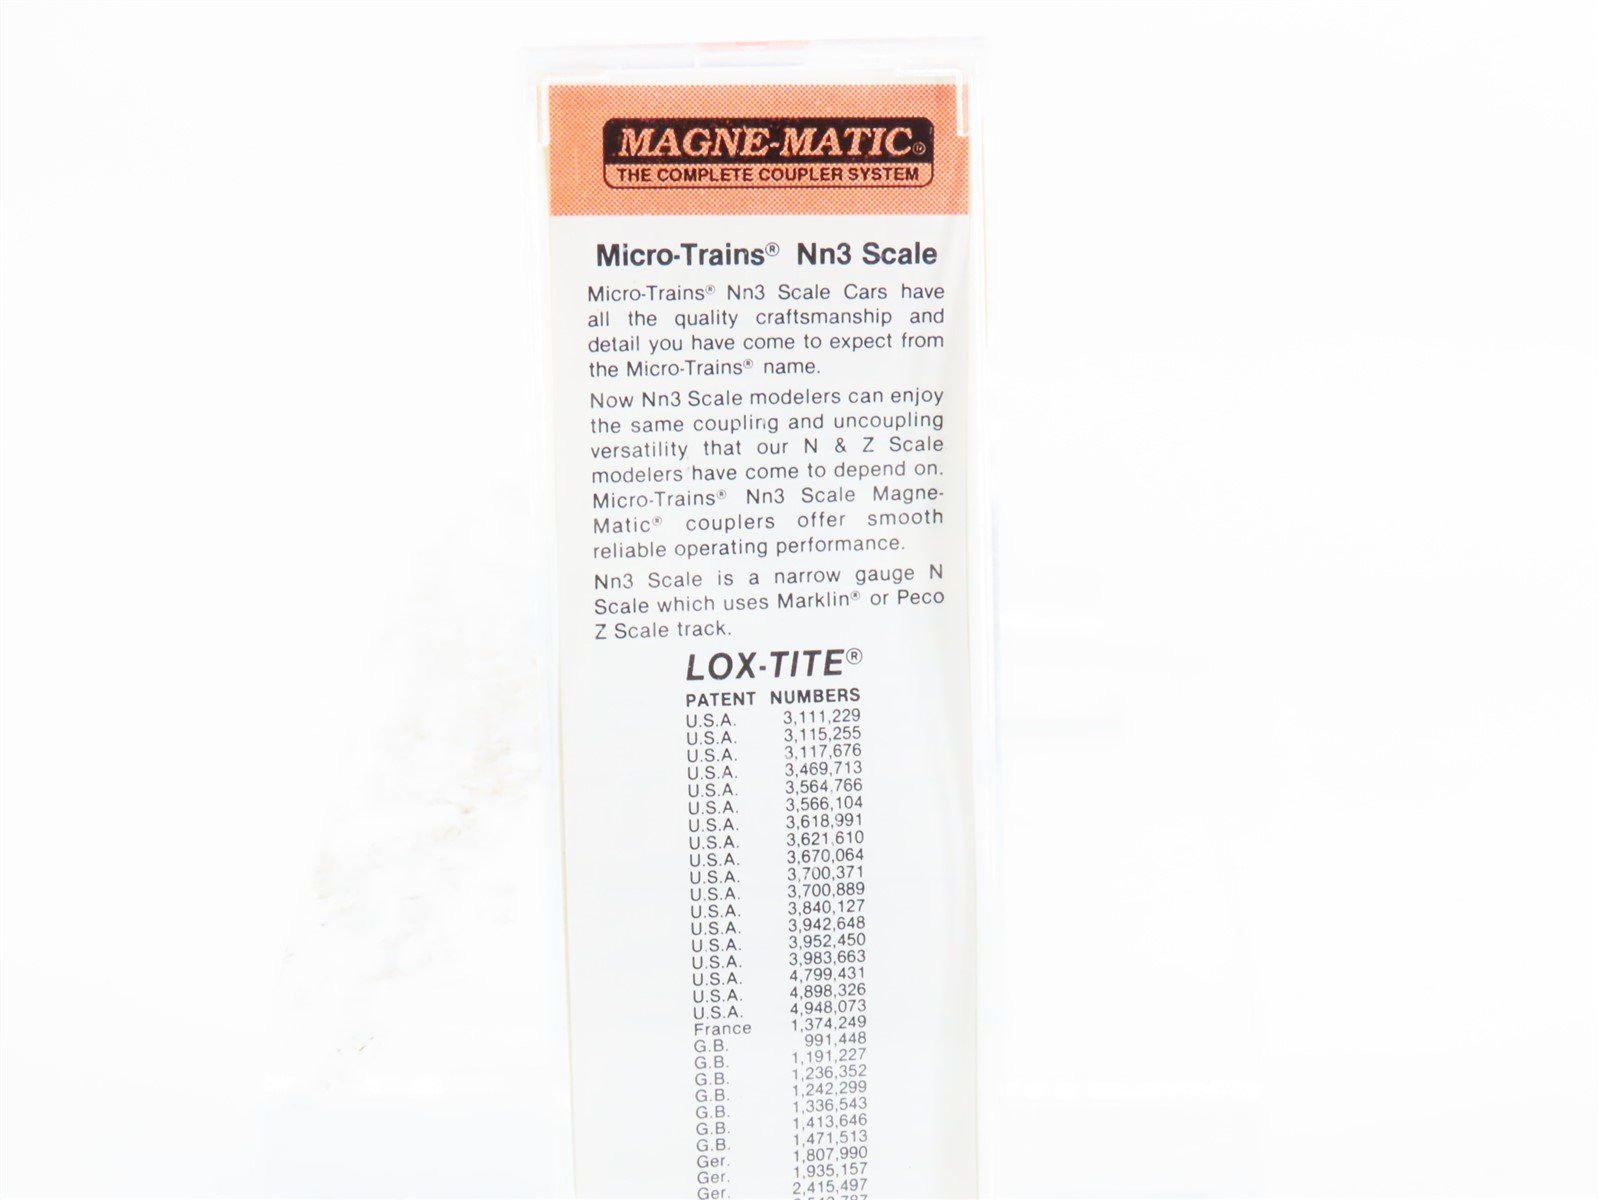 MAGNE-MATIC®
THE COMPLETE COUPLER SYSTEM
Micro-Trains® Nn3 Scale
Micro-Trains® Nn3 Scale Cars have
all the quality craftsmanship and
detail you have come to expect from
the Micro-Trains® name.
Now Nn3 Scale modelers can enjoy
the same coupling and uncoupling
versatility that our N & Z Scale
modelers have come to depend on.
Micro-Trains® Nn3 Scale Magne-
Matic® couplers offer smooth
reliable operating performance.
Nn3 Scale is a narrow gauge N
Scale which uses Marklin® or Peco
Z Scale track.
LOX-TITE®
PATENT NUMBERS
U.S.A. 3,111,229
U.S.A. 3,115,255
U.S.A. 3,117,676
U.S.A. 3,469,713
U.S.A. 3,564,766
U.S.A. 3,566,104
U.S.A. 3,618,991
U.S.A. 3,621,610
U.S.A. 3,670,064
U.S.A. 3,700,371
U.S.A. 3,700,889
U.S.A. 3,840,127
U.S.A. 3,942,648
U.S.A. 3,952,450
U.S.A. 3,983,663
U.S.A. 4,799,431
U.S.A. 4,898,326
U.S.A. 4,948,073
France 1,374,249
G.B. 991,448
G.B. 1,191,227
G.B. 1,236,352
G.B. 1,242,299
G.B. 1,336,543
G.B. 1,413,646
G.B. 1,471,513
Ger. 1,807,990
Ger. 1,935,157
Ger. 2,415,497